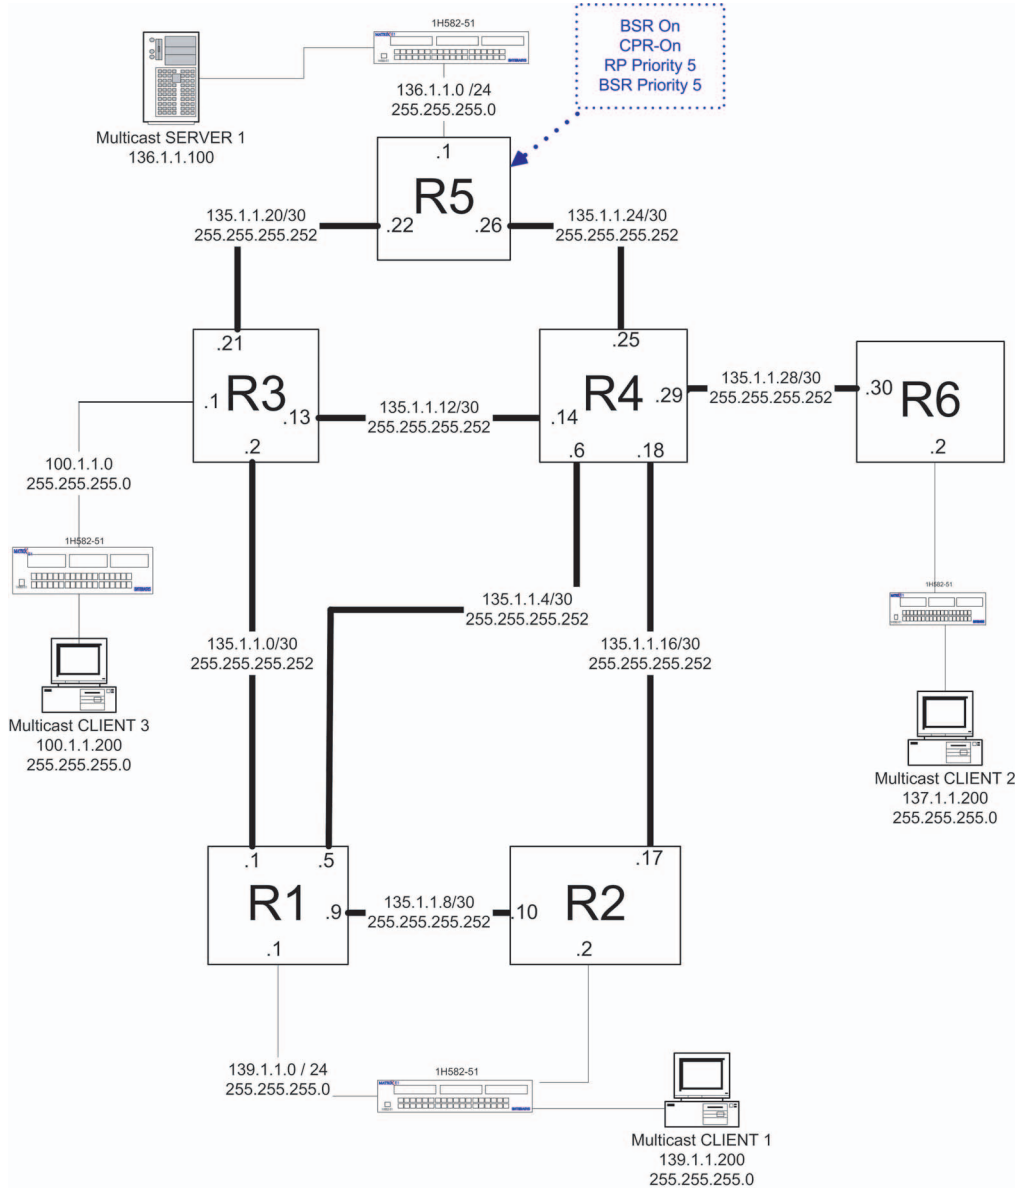 1H582-51
BSR On
CPR-On
RP Priority 5
BSR Priority 5
136.1.1.0 /24
255.255.255.0
Multicast SERVER 1
136.1.1.100
.1
R5
.22
.26
135.1.1.20/30
255.255.255.252
135.1.1.24/30
255.255.255.252
.21
.1
R3
.13
.2
135.1.1.12/30
255.255.255.252
.25
R4
.14
.29
.6
.18
135.1.1.28/30
255.255.255.252
.30
R6
.2
100.1.1.0
255.255.255.0
1H582-51
Multicast CLIENT 3
100.1.1.200
255.255.255.0
135.1.1.0/30
255.255.255.252
135.1.1.4/30
255.255.255.252
135.1.1.16/30
255.255.255.252
1H582-51
Multicast CLIENT 2
137.1.1.200
255.255.255.0
.1
.5
R1
.9
.1
135.1.1.8/30
255.255.255.252
.17
.10
R2
.2
139.1.1.0 / 24
255.255.255.0
1H582-51
Multicast CLIENT 1
139.1.1.200
255.255.255.0